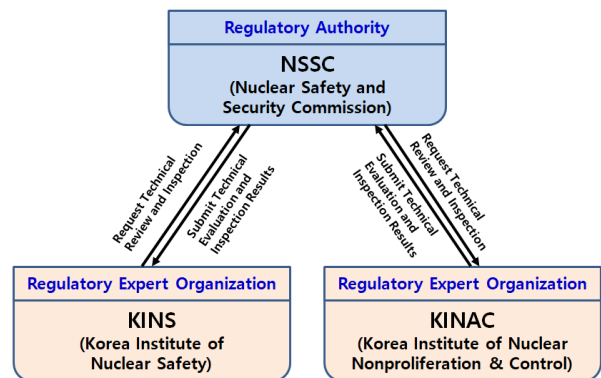 Regulatory Authority
NSSC
(Nuclear Safety and
Security Commission)
Request Technical
Review and Inspection
Submit Technical
Evaluation and
Inspection Results
Submit Technical
Evaluation and
Inspection Results
Request Technical
Review and Inspection
Regulatory Expert Organization
KINS
(Korea Institute of
Nuclear Safety)
Regulatory Expert Organization
KINAC
(Korea Institute of Nuclear
Nonproliferation & Control)